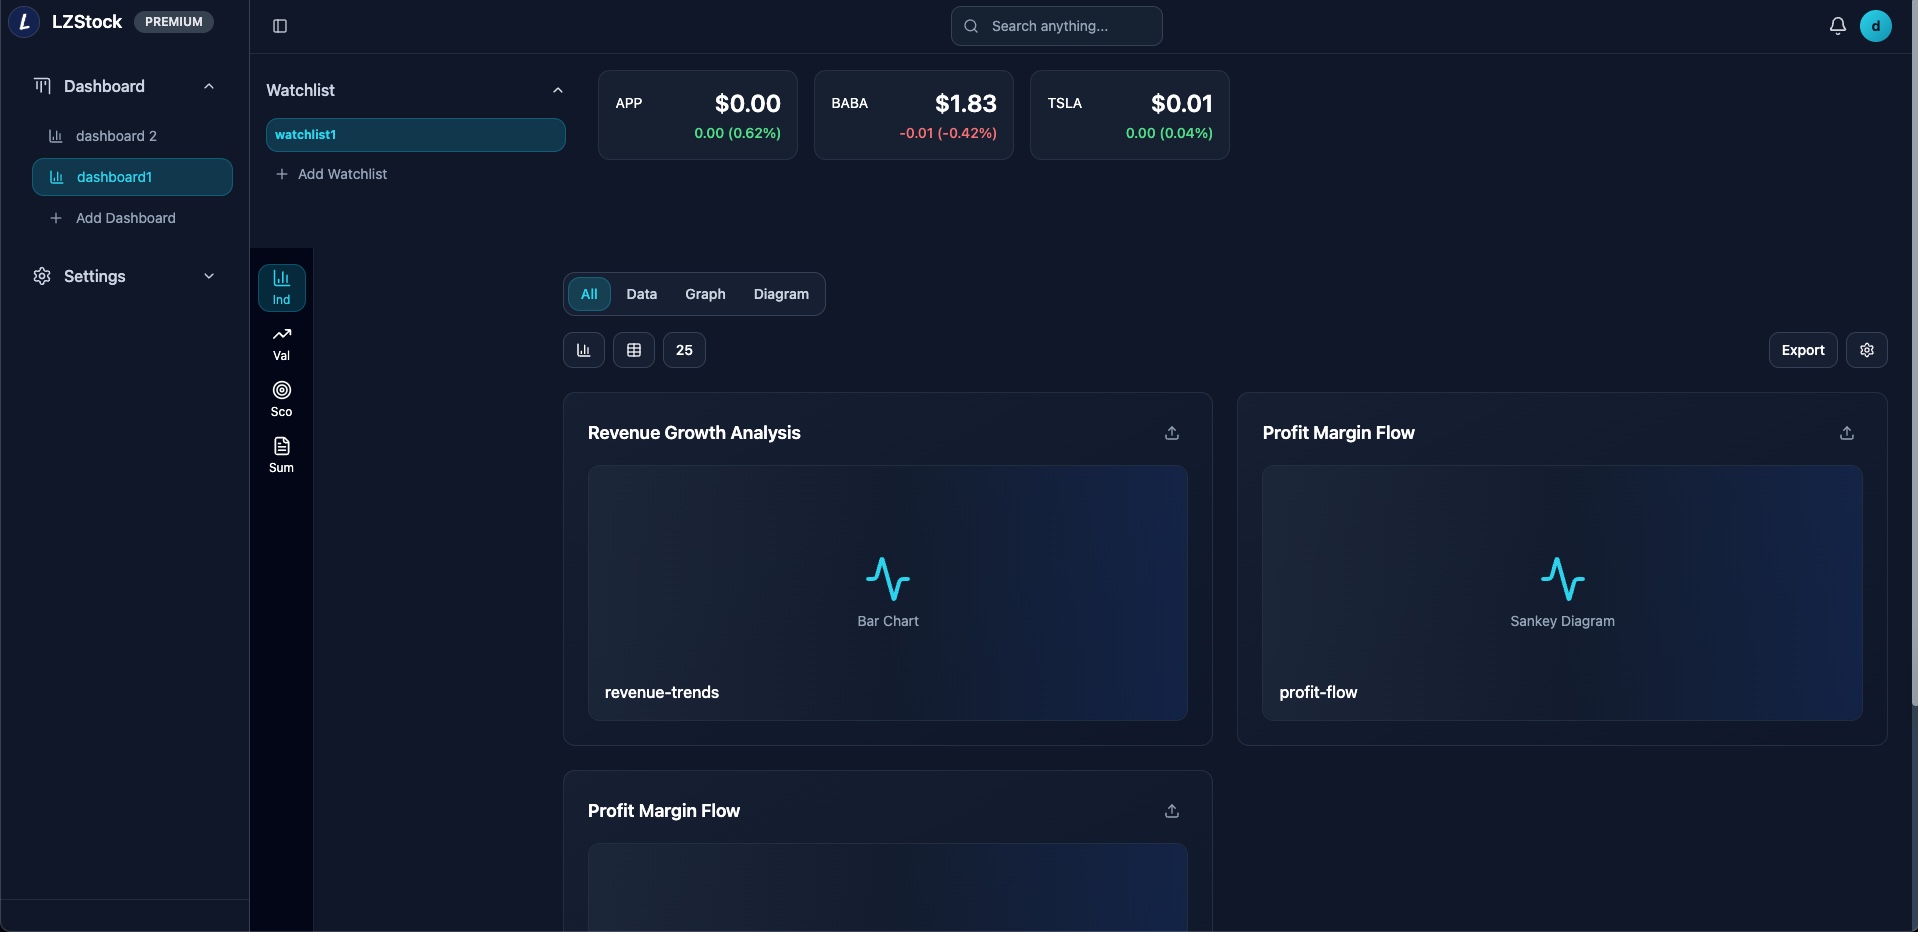 LZStock PREMIUM
Search anything...
d
Dashboard
dashboard 2
dashboard1
Add Dashboard
Settings
Watchlist
watchlist1
Add Watchlist
APP $0.00
0.00 (0.62%)
BABA $1.83
-0.01 (-0.42%)
TSLA $0.01
0.00 (0.04%)
Ind
Val
Sco
Sum
All Data Graph Diagram
25 Export
Revenue Growth Analysis
Bar Chart
revenue-trends
Profit Margin Flow
Sankey Diagram
profit-flow
Profit Margin Flow